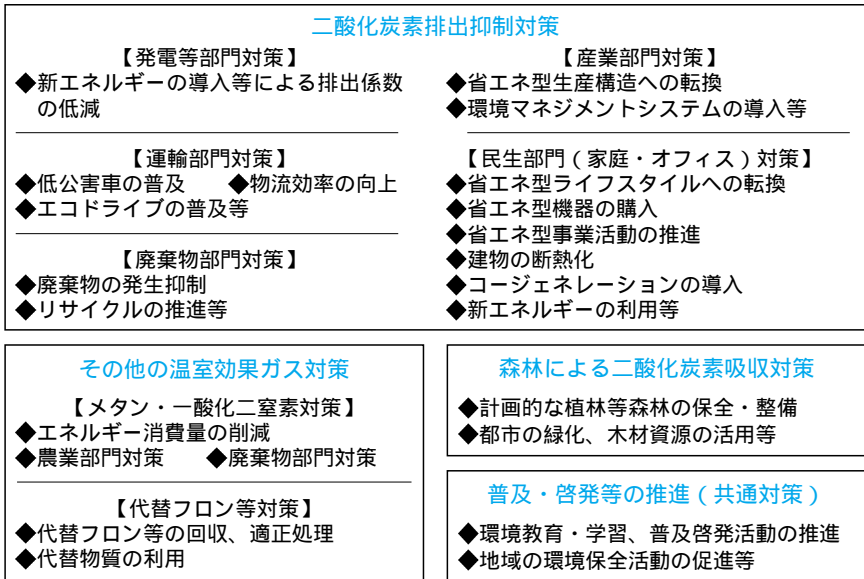 二酸化炭素排出抑制対策
【発電等部門対策】
◆新エネルギーの導入等による排出係数
の低減
【運輸部門対策】
◆低公害車の普及　◆物流効率の向上
◆エコドライブの普及等
【廃棄物部門対策】
◆廃棄物の発生抑制
◆リサイクルの推進等
【産業部門対策】
◆省エネ型生産構造への転換
◆環境マネジメントシステムの導入等
【民生部門（家庭・オフィス）対策】
◆省エネ型ライフスタイルへの転換
◆省エネ型機器の購入
◆省エネ型事業活動の推進
◆建物の断熱化
◆コージェネレーションの導入
◆新エネルギーの利用等
その他の温室効果ガス対策
【メタン・一酸化二窒素対策】
◆エネルギー消費量の削減
◆農業部門対策　◆廃棄物部門対策
【代替フロン等対策】
◆代替フロン等の回収、適正処理
◆代替物質の利用
森林による二酸化炭素吸収対策
◆計画的な植林等森林の保全・整備
◆都市の緑化、木材資源の活用等
普及・啓発等の推進（共通対策）
◆環境教育・学習、普及啓発活動の推進
◆地域の環境保全活動の促進等